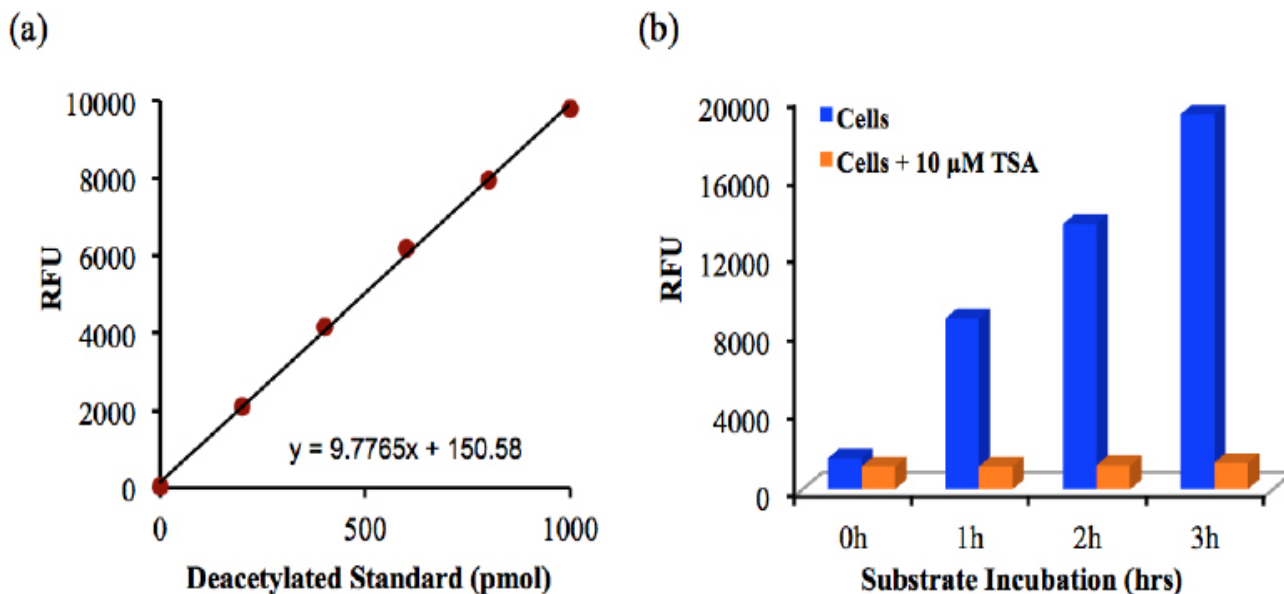 (a)
10000
8000
6000
4000
2000
0
RFU
y = 9.7765x + 150.58
0 500 1000
Deacetylated Standard (pmol)
(b)
20000
16000
12000
8000
4000
0
RFU
Cells
Cells + 10 µM TSA
0h 1h 2h 3h
Substrate Incubation (hrs)